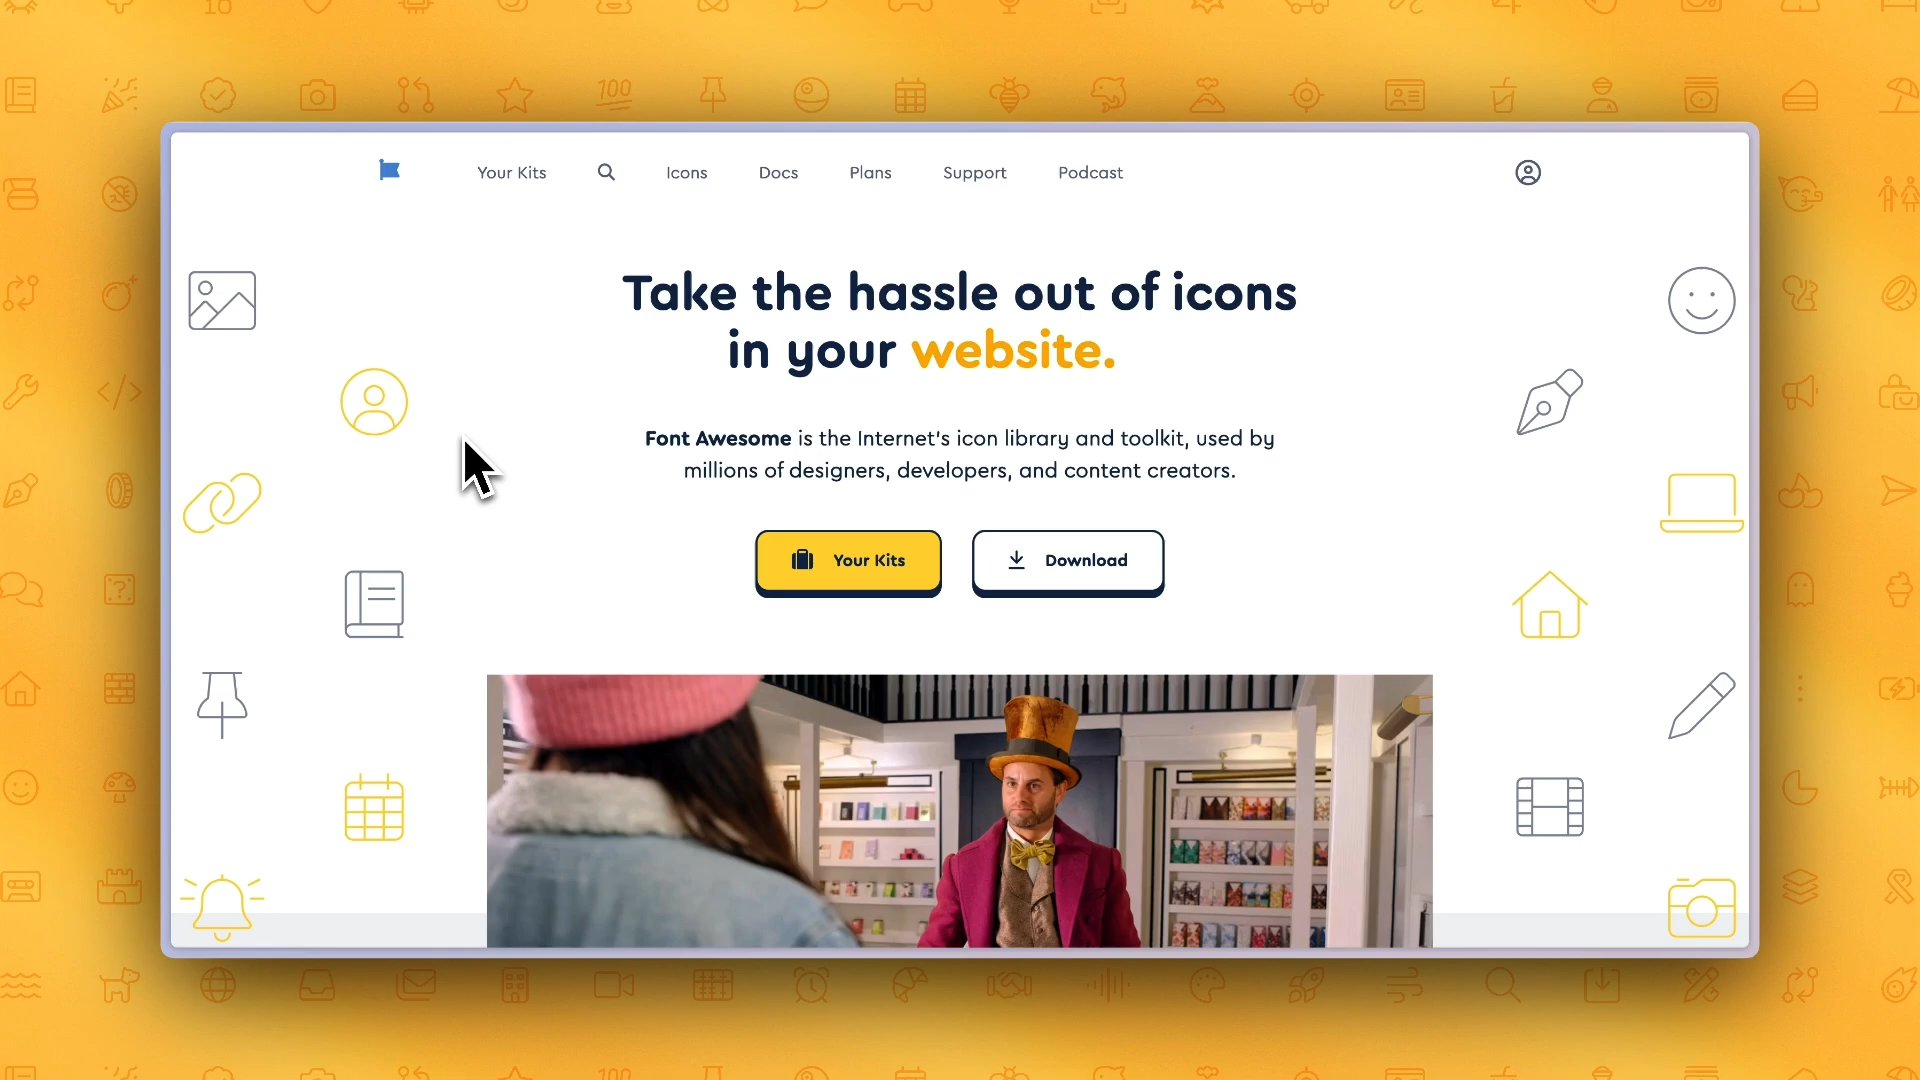 Your Kits Icons Docs Plans Support Podcast
Take the hassle out of icons
in your website.
Font Awesome is the Internet's icon library and toolkit, used by
millions of designers, developers, and content creators.
Your Kits
Download
100